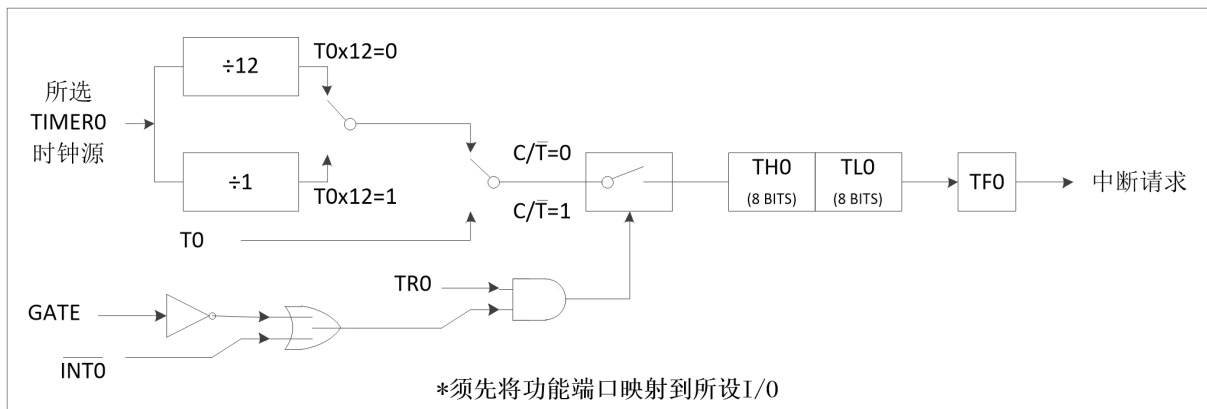 ÷12
T0x12=0
所选
TIMER0
时钟源
÷1
T0x12=1
T0
C/T̅=0
C/T̅=1
TH0
(8 BITS)
TL0
(8 BITS)
TF0
中断请求
TR0
GATE
I̅N̅T̅0̅
*须先将功能端口映射到所设I/0